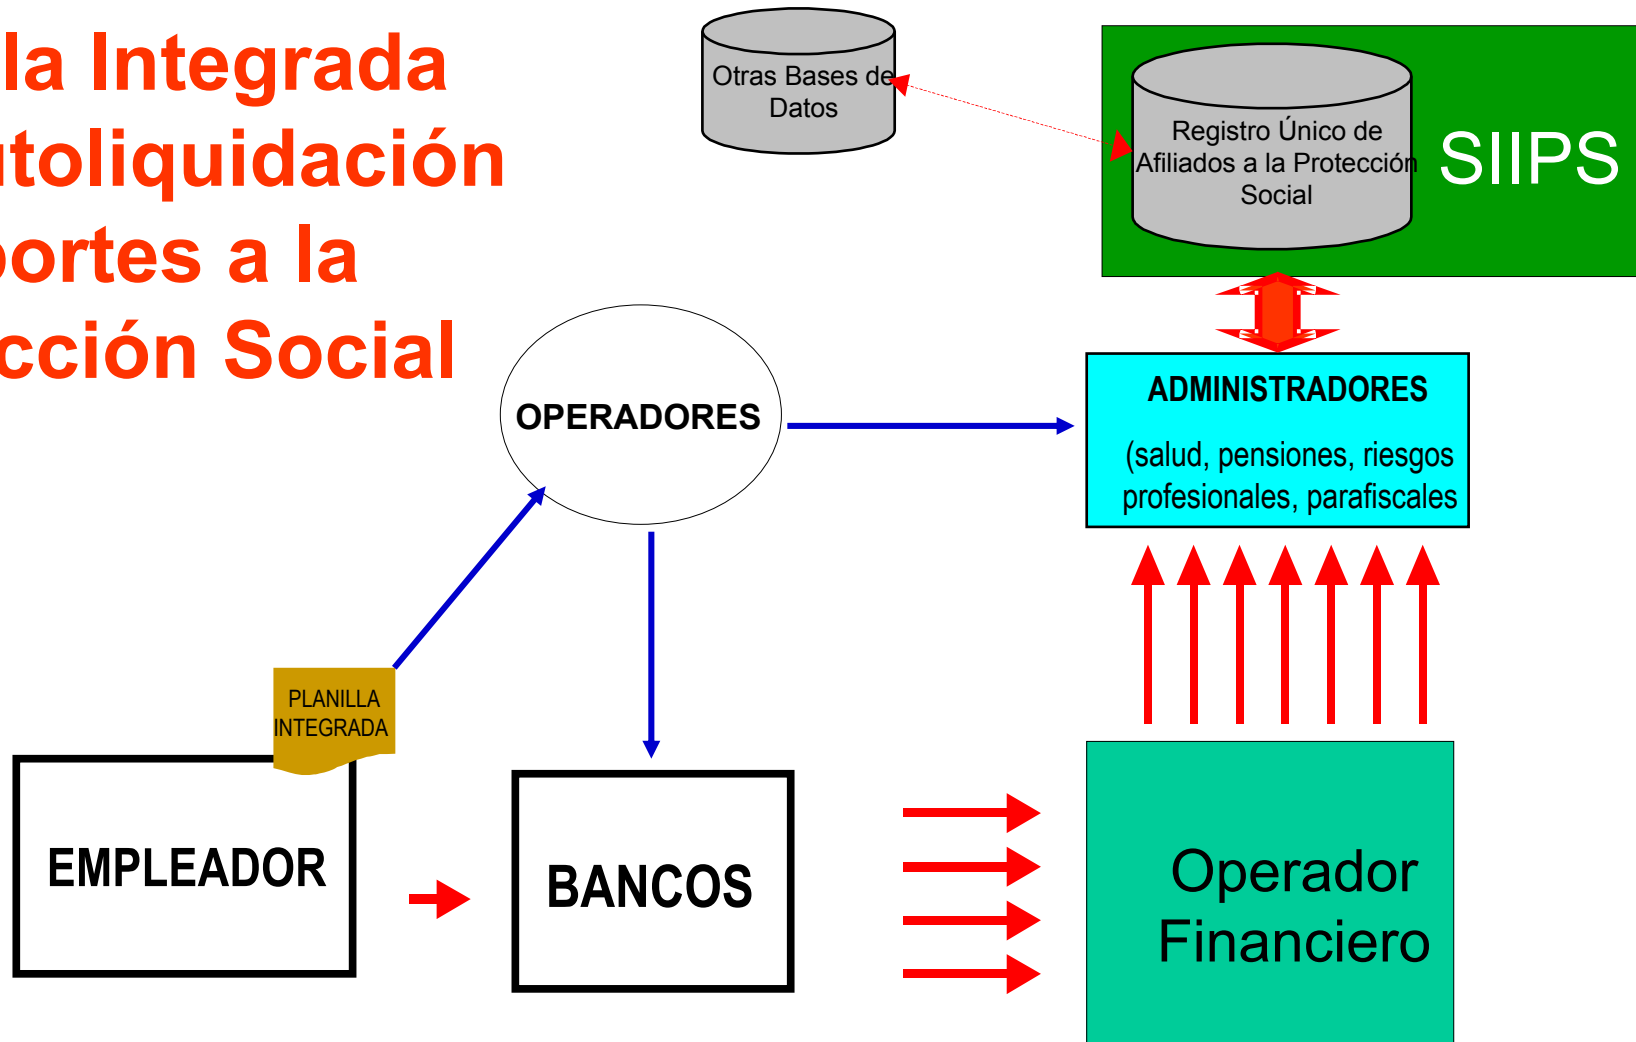 la Integrada
utoliquidación
portes a la
cción Social
Otras Bases de
Datos
Registro Único de
Afiliados a la Protección
Social
SIIPS
OPERADORES
ADMINISTRADORES
(salud, pensiones, riesgos
profesionales, parafiscales
PLANILLA
INTEGRADA
EMPLEADOR
BANCOS
Operador
Financiero